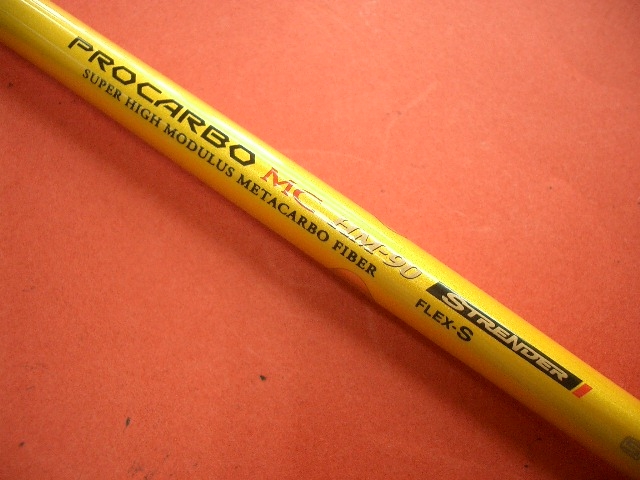 PROCARBO MC HM-90 STRENDER
SUPER HIGH MODULUS METACARBO FIBER FLEX-S